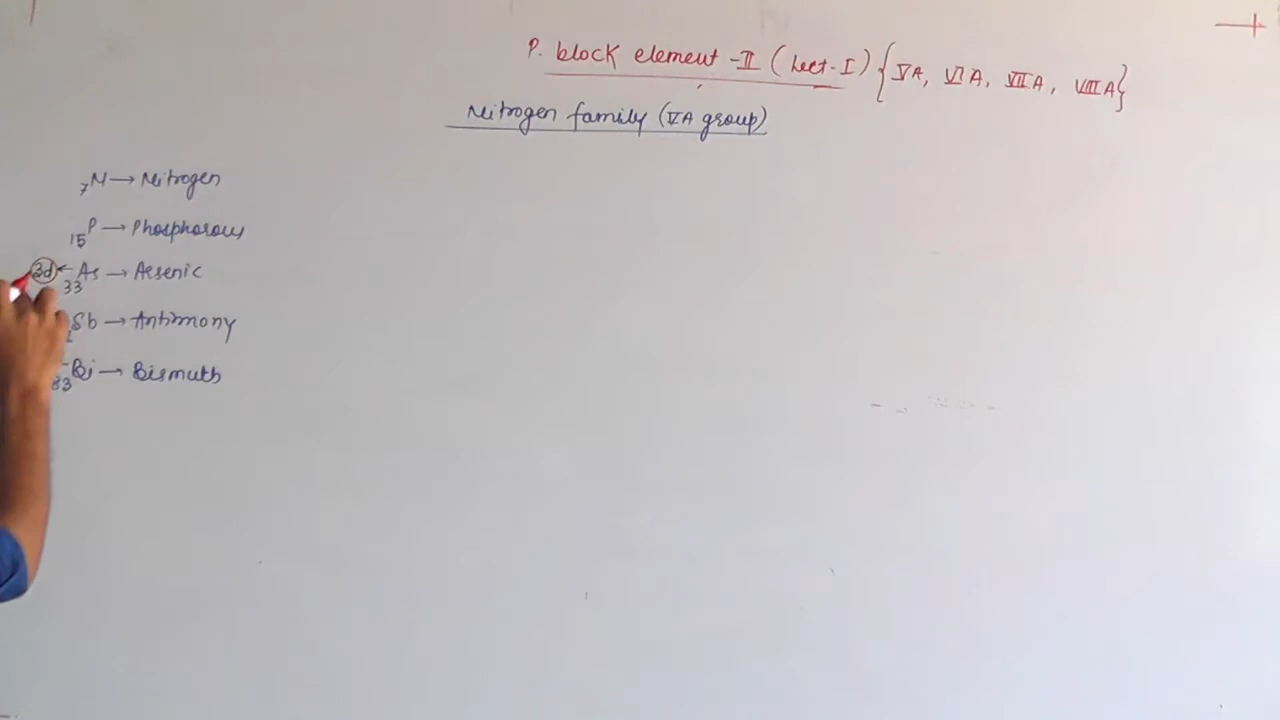 P. block element -II (Lect-I) {VA, VIA, VIIA, VIIIA}
Nitrogen family (VA group)
7N → Nitrogen
15P → Phosphorous
3d ← 33As → Aesenic
Sb → Antimony
83Bi → Bismuth